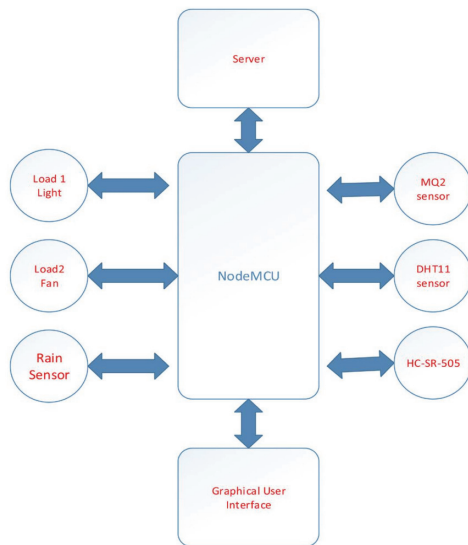 Server
Load 1
Light
MQ2
sensor
Load2
Fan
NodeMCU
DHT11
sensor
Rain
Sensor
HC-SR-505
Graphical User
Interface